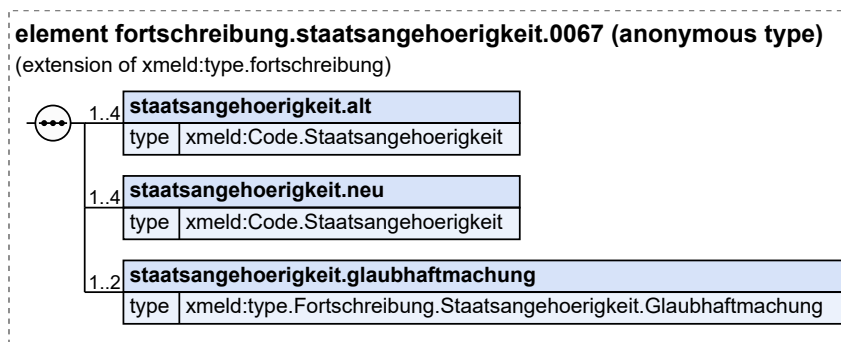 element fortschreibung.staatsangehoerigkeit.0067 (anonymous type)
(extension of xmeld:type.fortschreibung)
1..4 staatsangehoerigkeit.alt
type xmeld:Code.Staatsangehoerigkeit
1..4 staatsangehoerigkeit.neu
type xmeld:Code.Staatsangehoerigkeit
1..2 staatsangehoerigkeit.glaubhaftmachung
type xmeld:type.Fortschreibung.Staatsangehoerigkeit.Glaubhaftmachung